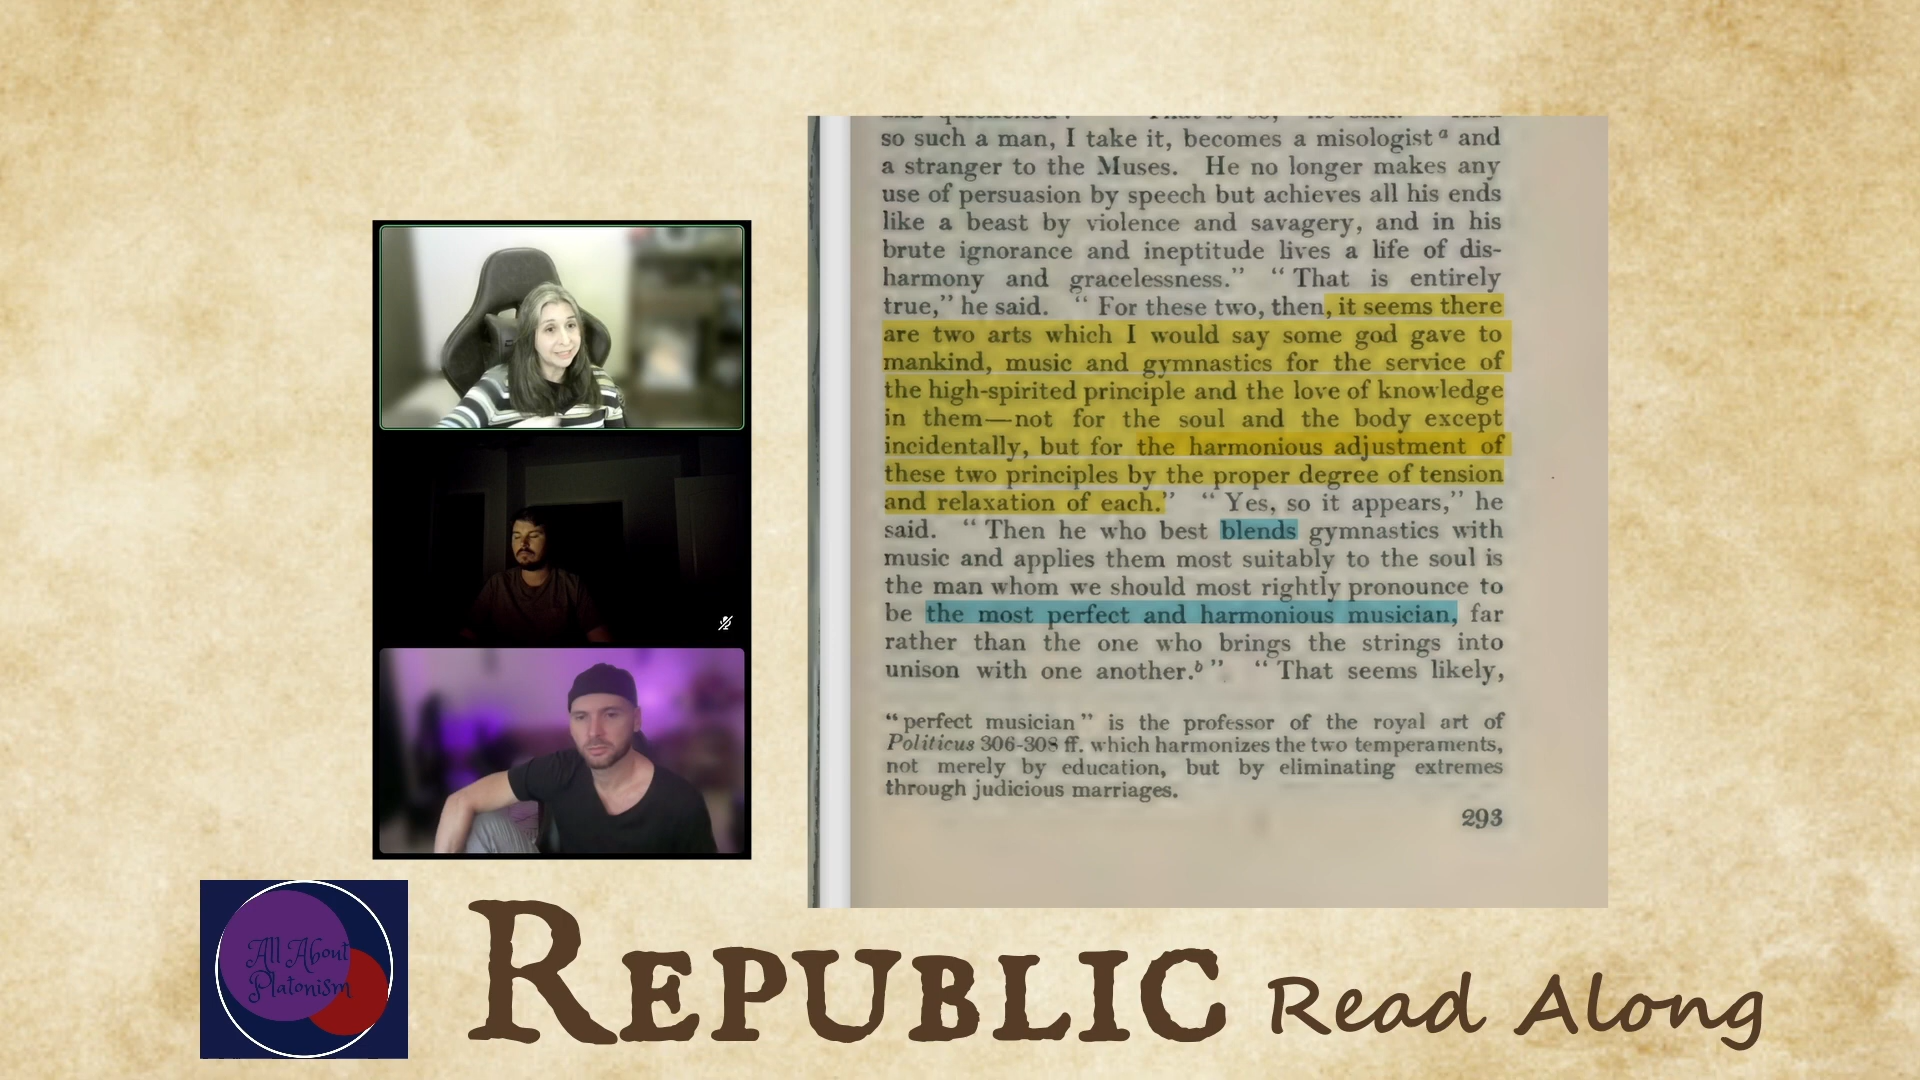 so such a man, I take it, becomes a misologist ᵃ and
a stranger to the Muses. He no longer makes any
use of persuasion by speech but achieves all his ends
like a beast by violence and savagery, and in his
brute ignorance and ineptitude lives a life of dis-
harmony and gracelessness.” “ That is entirely
true,” he said. “ For these two, then, it seems there
are two arts which I would say some god gave to
mankind, music and gymnastics for the service of
the high-spirited principle and the love of knowledge
in them—not for the soul and the body except
incidentally, but for the harmonious adjustment of
these two principles by the proper degree of tension
and relaxation of each.” “ Yes, so it appears,” he
said. “ Then he who best blends gymnastics with
music and applies them most suitably to the soul is
the man whom we should most rightly pronounce to
be the most perfect and harmonious musician, far
rather than the one who brings the strings into
unison with one another.ᵇ ” “ That seems likely,
“ perfect musician ” is the professor of the royal art of
Politicus 306-308 ff. which harmonizes the two temperaments,
not merely by education, but by eliminating extremes
through judicious marriages.
293
All About
Platonism
REPUBLIC Read Along